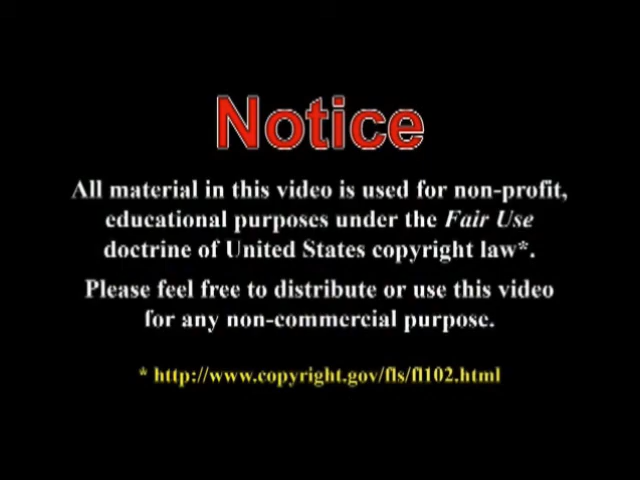 Notice
All material in this video is used for non-profit,
educational purposes under the Fair Use
doctrine of United States copyright law*.
Please feel free to distribute or use this video
for any non-commercial purpose.
* http://www.copyright.gov/fls/fl102.html